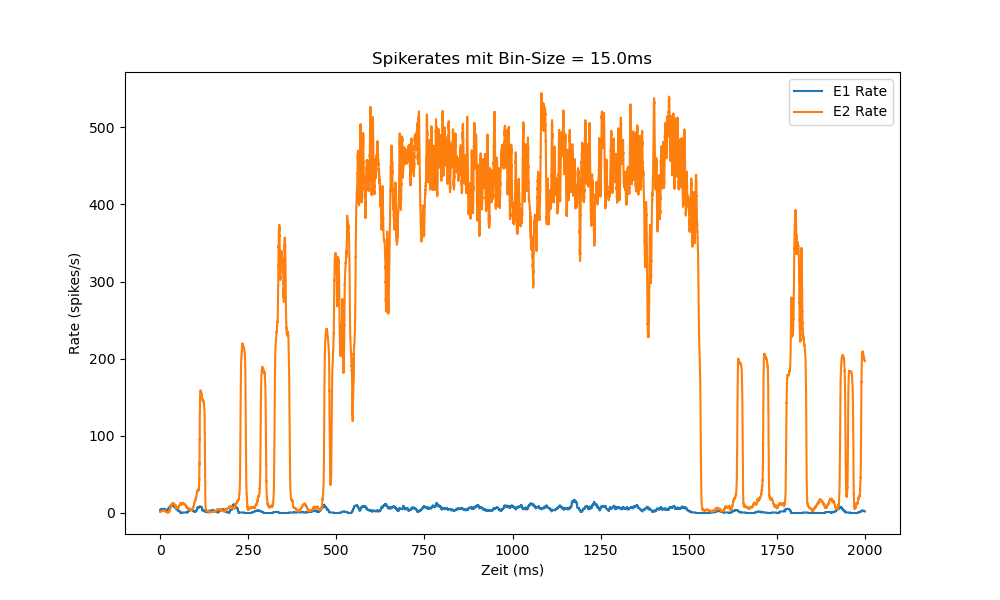 Spikerates mit Bin-Size = 15.0ms
E1 Rate
E2 Rate
500
400
300
200
100
0
Rate (spikes/s)
0 250 500 750 1000 1250 1500 1750 2000
Zeit (ms)